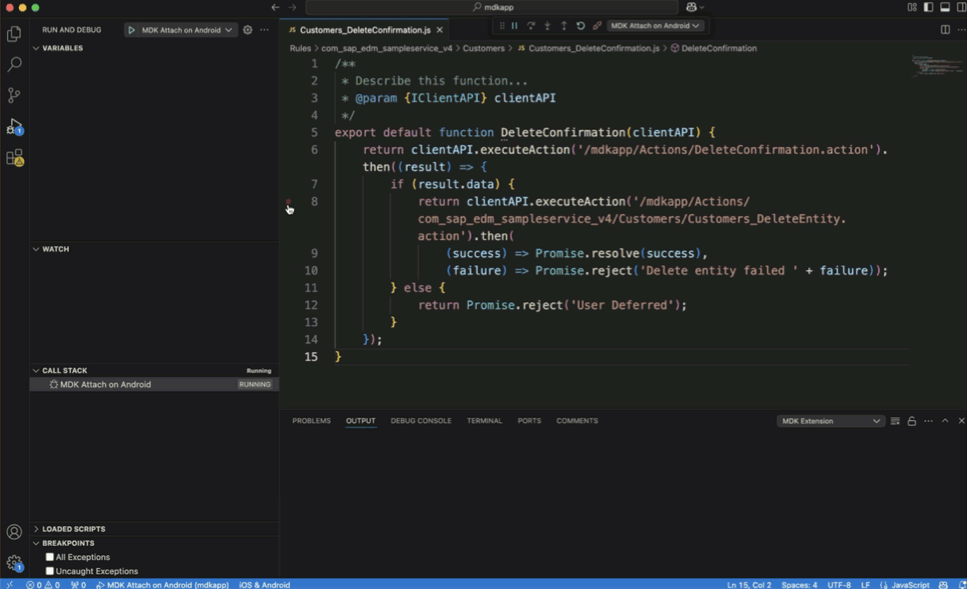 mdkapp
RUN AND DEBUG
MDK Attach on Android
JS Customers_DeleteConfirmation.js
MDK Attach on Android
Rules > com_sap_edm_sampleservice_v4 > Customers > JS Customers_DeleteConfirmation.js > DeleteConfirmation
VARIABLES
1 /**
2 * Describe this function...
3 * @param {IClientAPI} clientAPI
4 */
5 export default function DeleteConfirmation(clientAPI) {
6 return clientAPI.executeAction('/mdkapp/Actions/DeleteConfirmation.action').
then((result) => {
7 if (result.data) {
8 return clientAPI.executeAction('/mdkapp/Actions/
com_sap_edm_sampleservice_v4/Customers/Customers_DeleteEntity.
action').then(
9 (success) => Promise.resolve(success),
10 (failure) => Promise.reject('Delete entity failed ' + failure));
11 } else {
12 return Promise.reject('User Deferred');
13 }
14 });
15 }
WATCH
CALL STACK
Running
MDK Attach on Android
RUNNING
PROBLEMS
OUTPUT
DEBUG CONSOLE
TERMINAL
PORTS
COMMENTS
MDK Extension
LOADED SCRIPTS
BREAKPOINTS
All Exceptions
Uncaught Exceptions
1
1
0 0 0
MDK Attach on Android (mdkapp)
iOS & Android
Ln 15, Col 2
Spaces: 4
UTF-8
LF
JavaScript